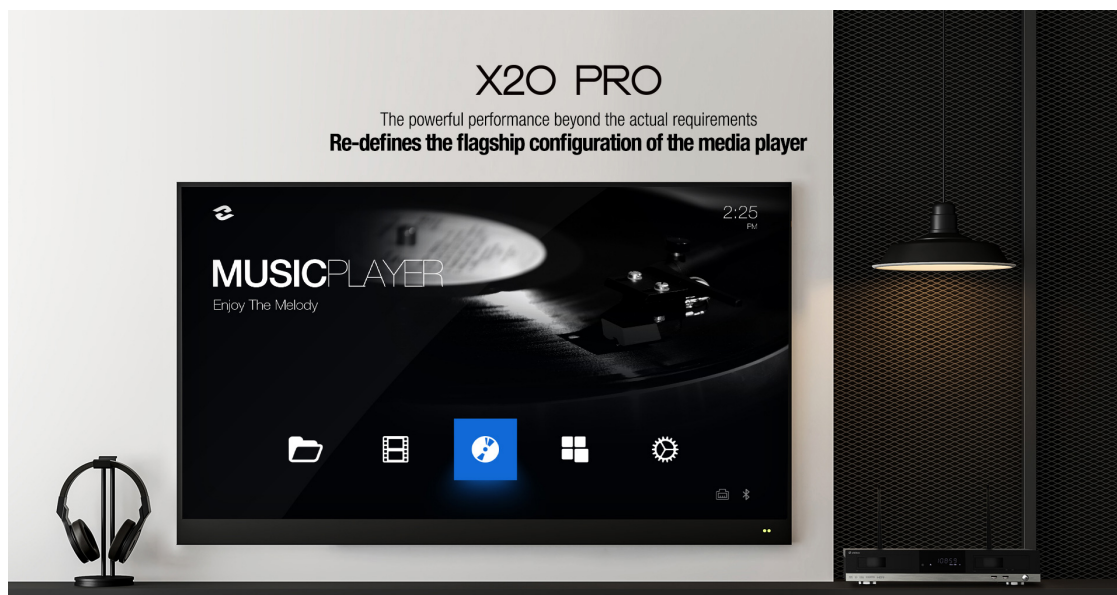 X20 PRO
The powerful performance beyond the actual requirements
Re-defines the flagship configuration of the media player
2:25
PM
MUSICPLAYER
Enjoy The Melody